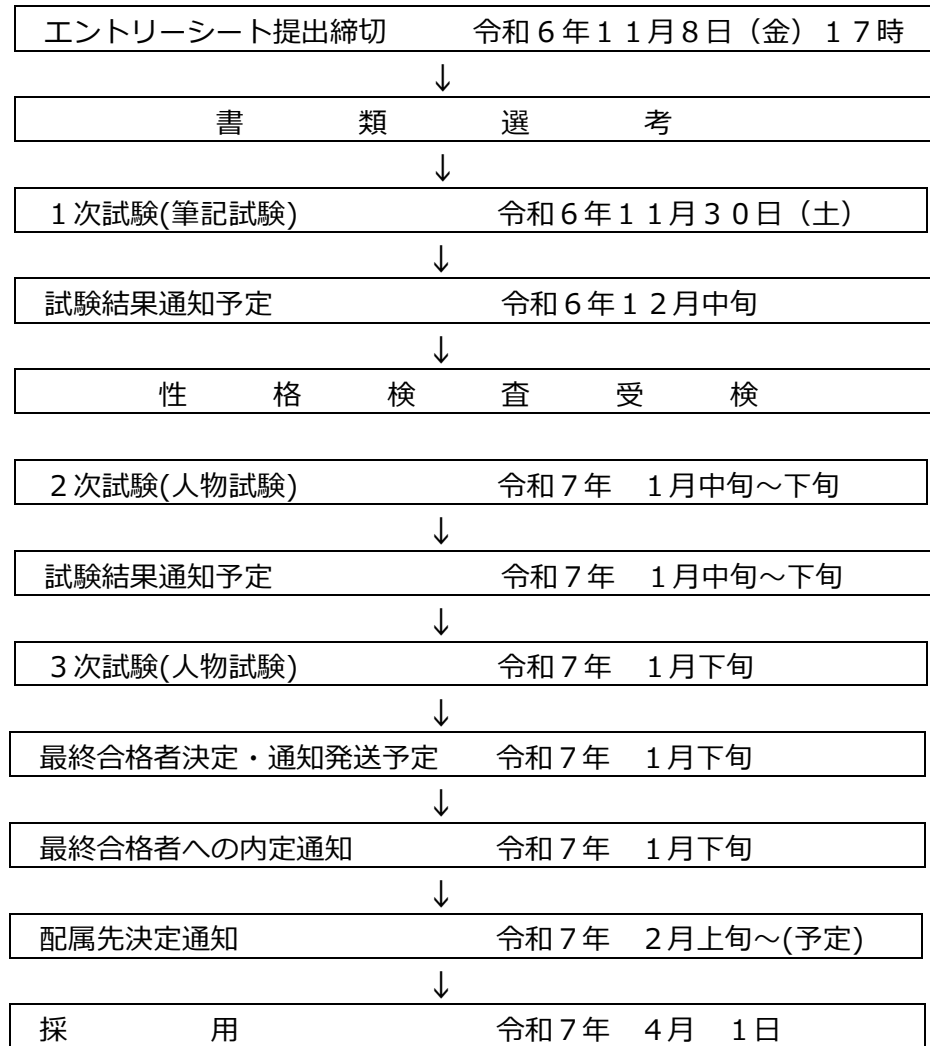 エントリーシート提出締切　　　令和６年１１月８日（金）１７時
↓
書　　類　　選　　考
↓
１次試験(筆記試験)　　　令和６年１１月３０日（土）
↓
試験結果通知予定　　　令和６年１２月中旬
↓
性　　格　　検　　査　　受　　検
２次試験(人物試験)　　　令和７年　１月中旬～下旬
↓
試験結果通知予定　　　令和７年　１月中旬～下旬
↓
３次試験(人物試験)　　　令和７年　１月下旬
↓
最終合格者決定・通知発送予定　　　令和７年　１月下旬
↓
最終合格者への内定通知　　　令和７年　１月下旬
↓
配属先決定通知　　　令和７年　２月上旬～(予定)
↓
採　　　用　　　令和７年　４月　１日